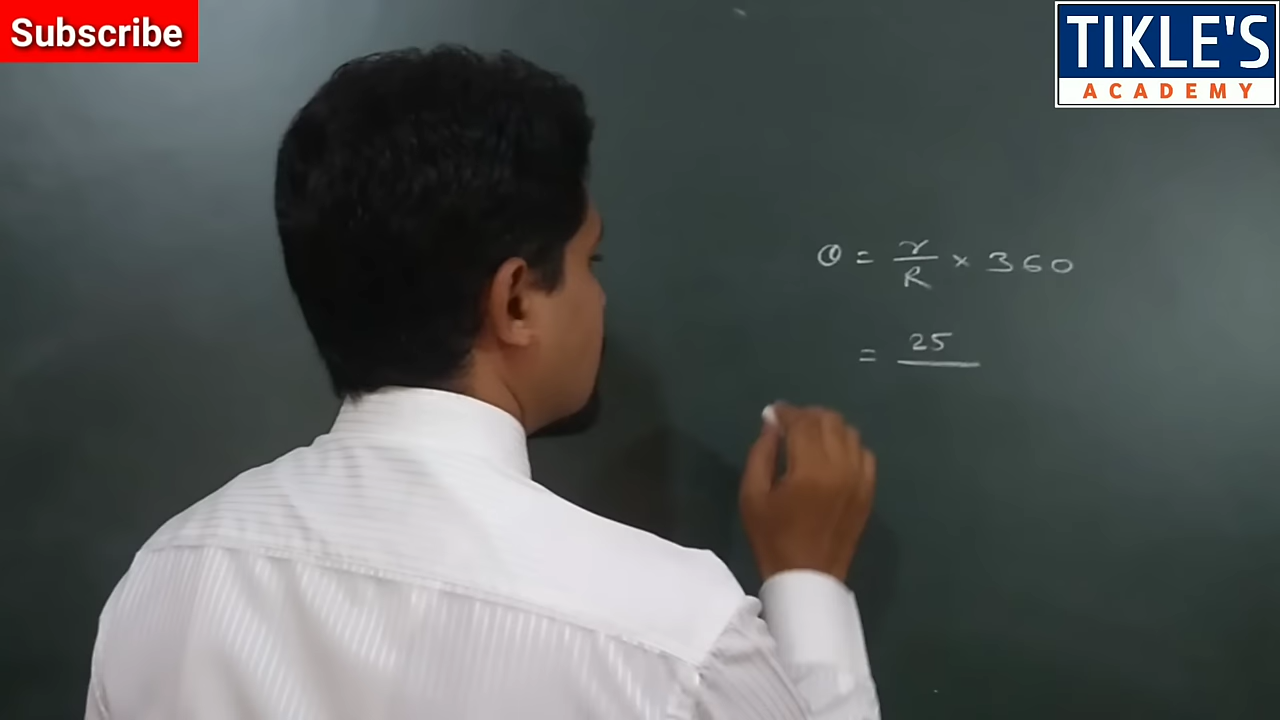 Subscribe
TIKLE'S
ACADEMY
θ = r/R × 360
= 25